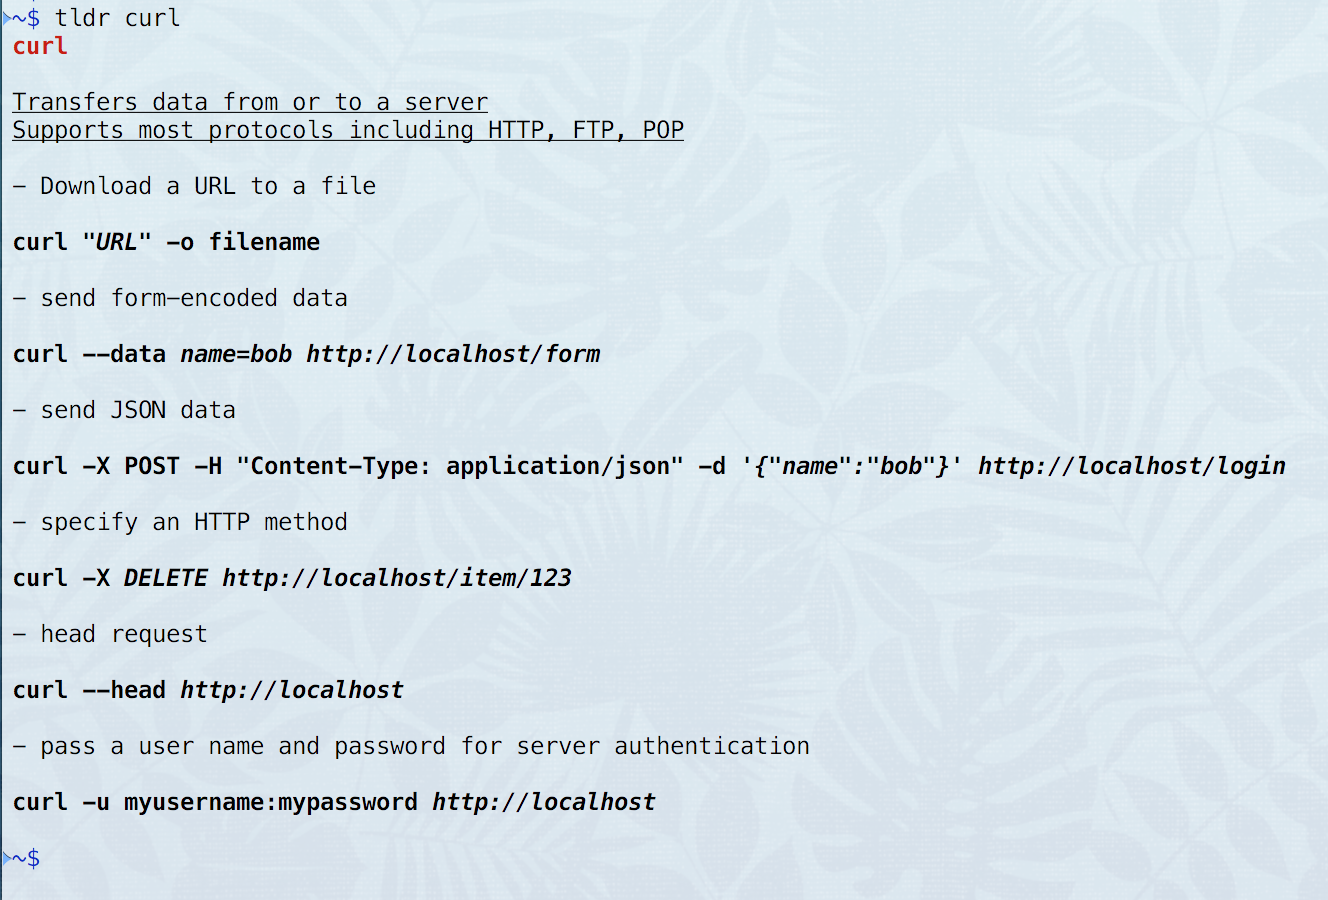 ~$ tldr curl
curl
Transfers data from or to a server
Supports most protocols including HTTP, FTP, POP
– Download a URL to a file
curl "URL" –o filename
– send form–encoded data
curl ––data name=bob http://localhost/form
– send JSON data
curl –X POST –H "Content–Type: application/json" –d '{"name":"bob"}' http://localhost/login
– specify an HTTP method
curl –X DELETE http://localhost/item/123
– head request
curl ––head http://localhost
– pass a user name and password for server authentication
curl –u myusername:mypassword http://localhost
~$